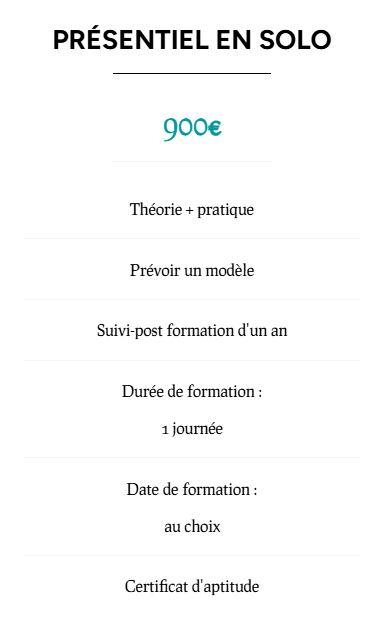 PRÉSENTIEL EN SOLO
900€
Théorie + pratique
Prévoir un modèle
Suivi-post formation d'un an
Durée de formation :
1 journée
Date de formation :
au choix
Certificat d'aptitude